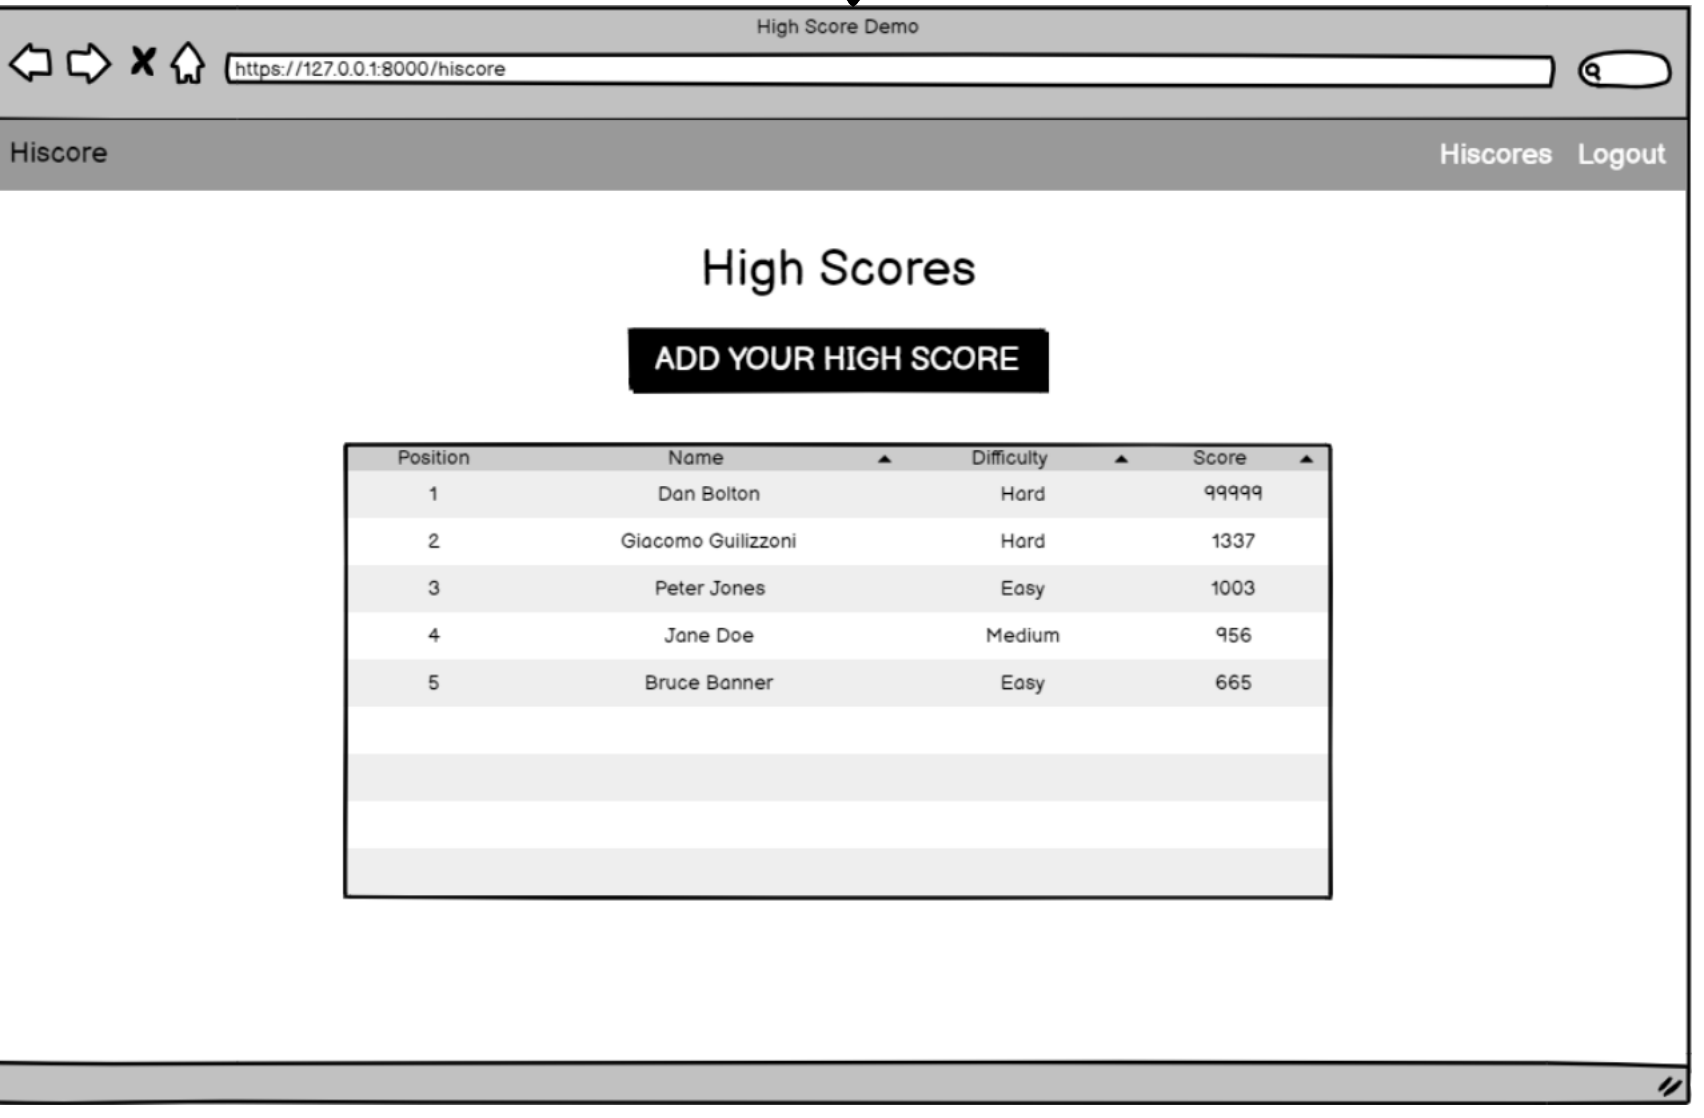 High Score Demo
https://127.0.0.1:8000/hiscore
Hiscore Hiscores Logout
High Scores
ADD YOUR HIGH SCORE
Position Name Difficulty Score
1 Dan Bolton Hard 99999
2 Giacomo Guilizzoni Hard 1337
3 Peter Jones Easy 1003
4 Jane Doe Medium 956
5 Bruce Banner Easy 665